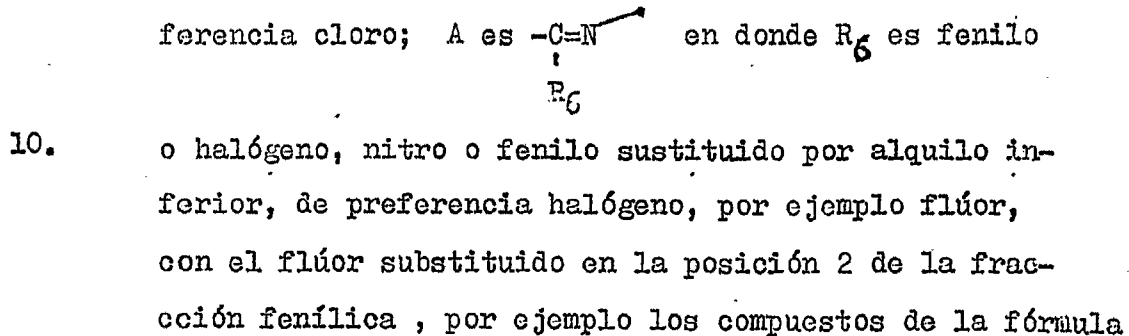 ferencia cloro; A es -C=N en donde R6 es fenilo
R6
10. o halógeno, nitro o fenilo sustituido por alquilo in-
ferior, de preferencia halógeno, por ejemplo flúor,
con el flúor substituido en la posición 2 de la frac-
cción fenílica , por ejemplo los compuestos de la fórmula